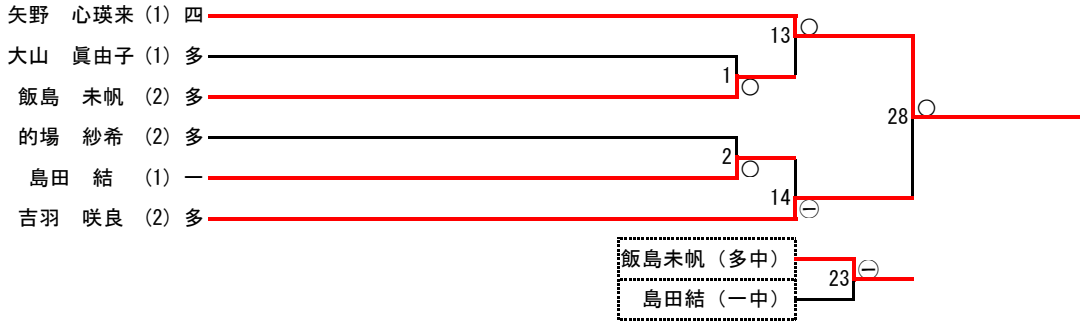 矢野　心瑛来 (1) 四
13 ○
大山　眞由子 (1) 多
1 ○
飯島　未帆 (2) 多
28 ○
的場　紗希 (2) 多
2 ○
島田　結 (1) 一
14 ㊀
吉羽　咲良 (2) 多
飯島未帆（多中）
23 ㊀
島田結（一中）